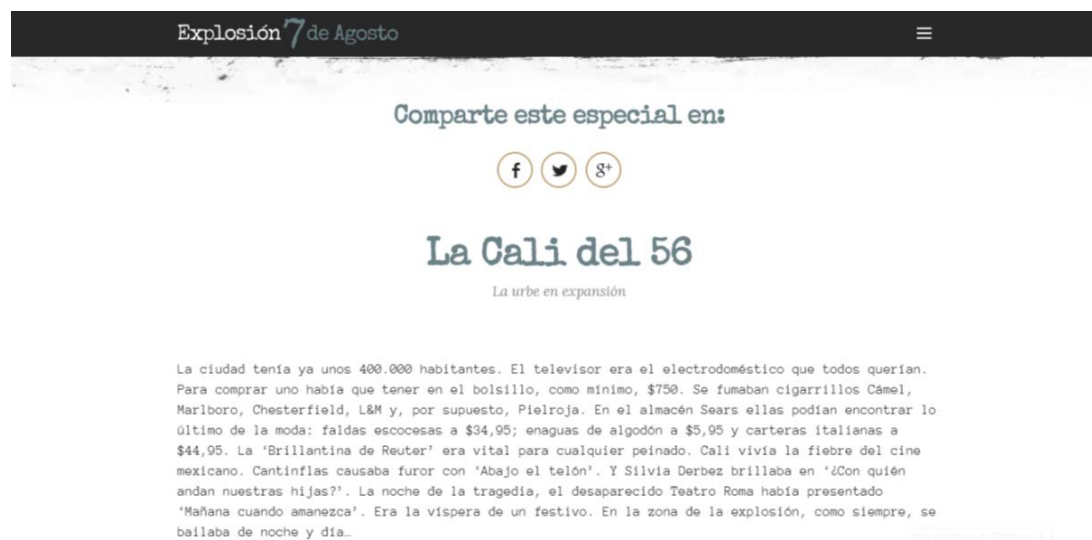 Explosión 7 de Agosto
Comparte este especial en:
La Cali del 56
La urbe en expansión
La ciudad tenía ya unos 400.000 habitantes. El televisor era el electrodoméstico que todos querían.
Para comprar uno había que tener en el bolsillo, como mínimo, $750. Se fumaban cigarrillos Cámel,
Marlboro, Chesterfield, L&M y, por supuesto, Pielroja. En el almacén Sears ellas podían encontrar lo
último de la moda: faldas escocesas a $34,95; enaguas de algodón a $5,95 y carteras italianas a
$44,95. La ‘Brillantina de Reuter’ era vital para cualquier peinado. Cali vivía la fiebre del cine
mexicano. Cantinflas causaba furor con ‘Abajo el telón’. Y Silvia Derbez brillaba en ‘¿Con quién
andan nuestras hijas?’. La noche de la tragedia, el desaparecido Teatro Roma había presentado
‘Mañana cuando amanezca’. Era la víspera de un festivo. En la zona de la explosión, como siempre, se
bailaba de noche y día…